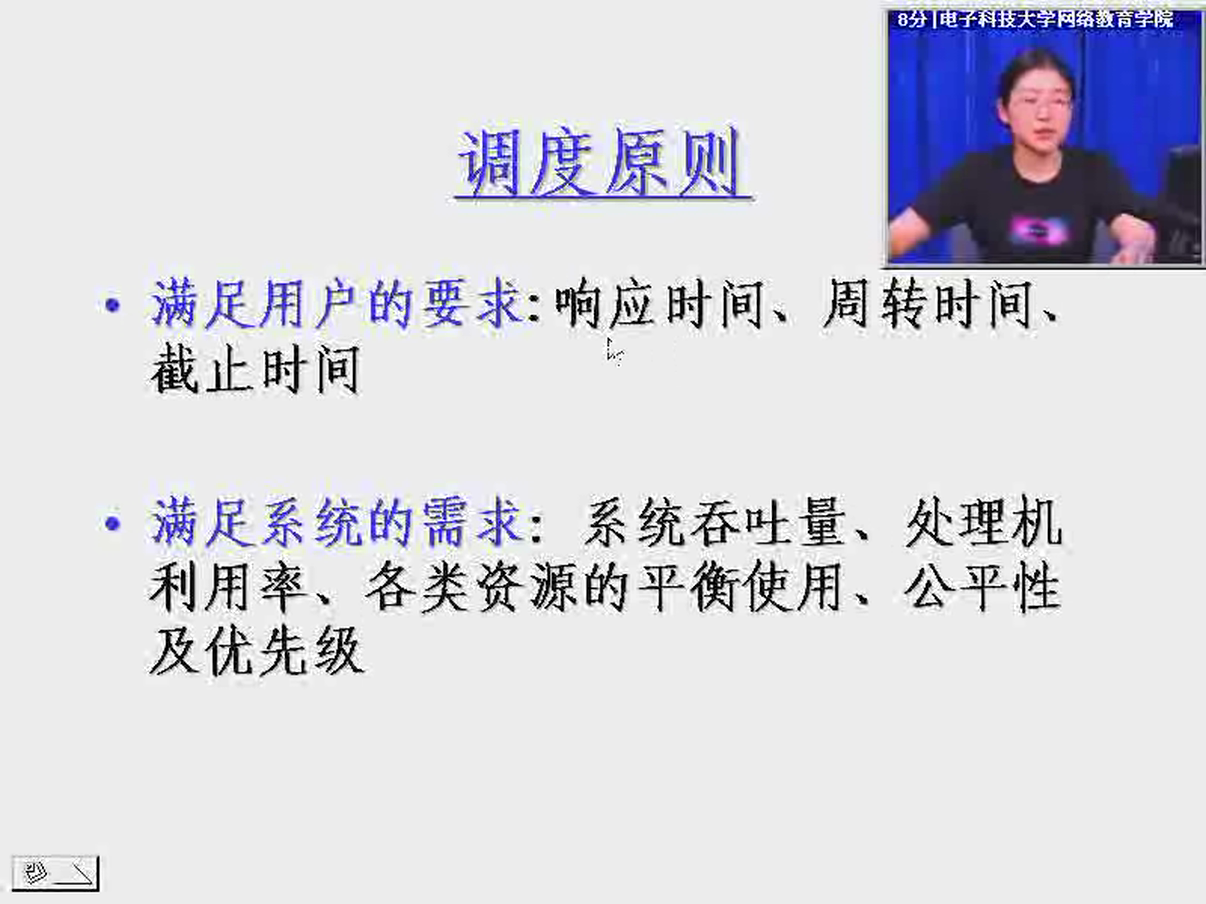 8分|电子科技大学网络教育学院
调度原则
• 满足用户的要求:响应时间、周转时间、
截止时间
• 满足系统的需求: 系统吞吐量、处理机
利用率、各类资源的平衡使用、公平性
及优先级